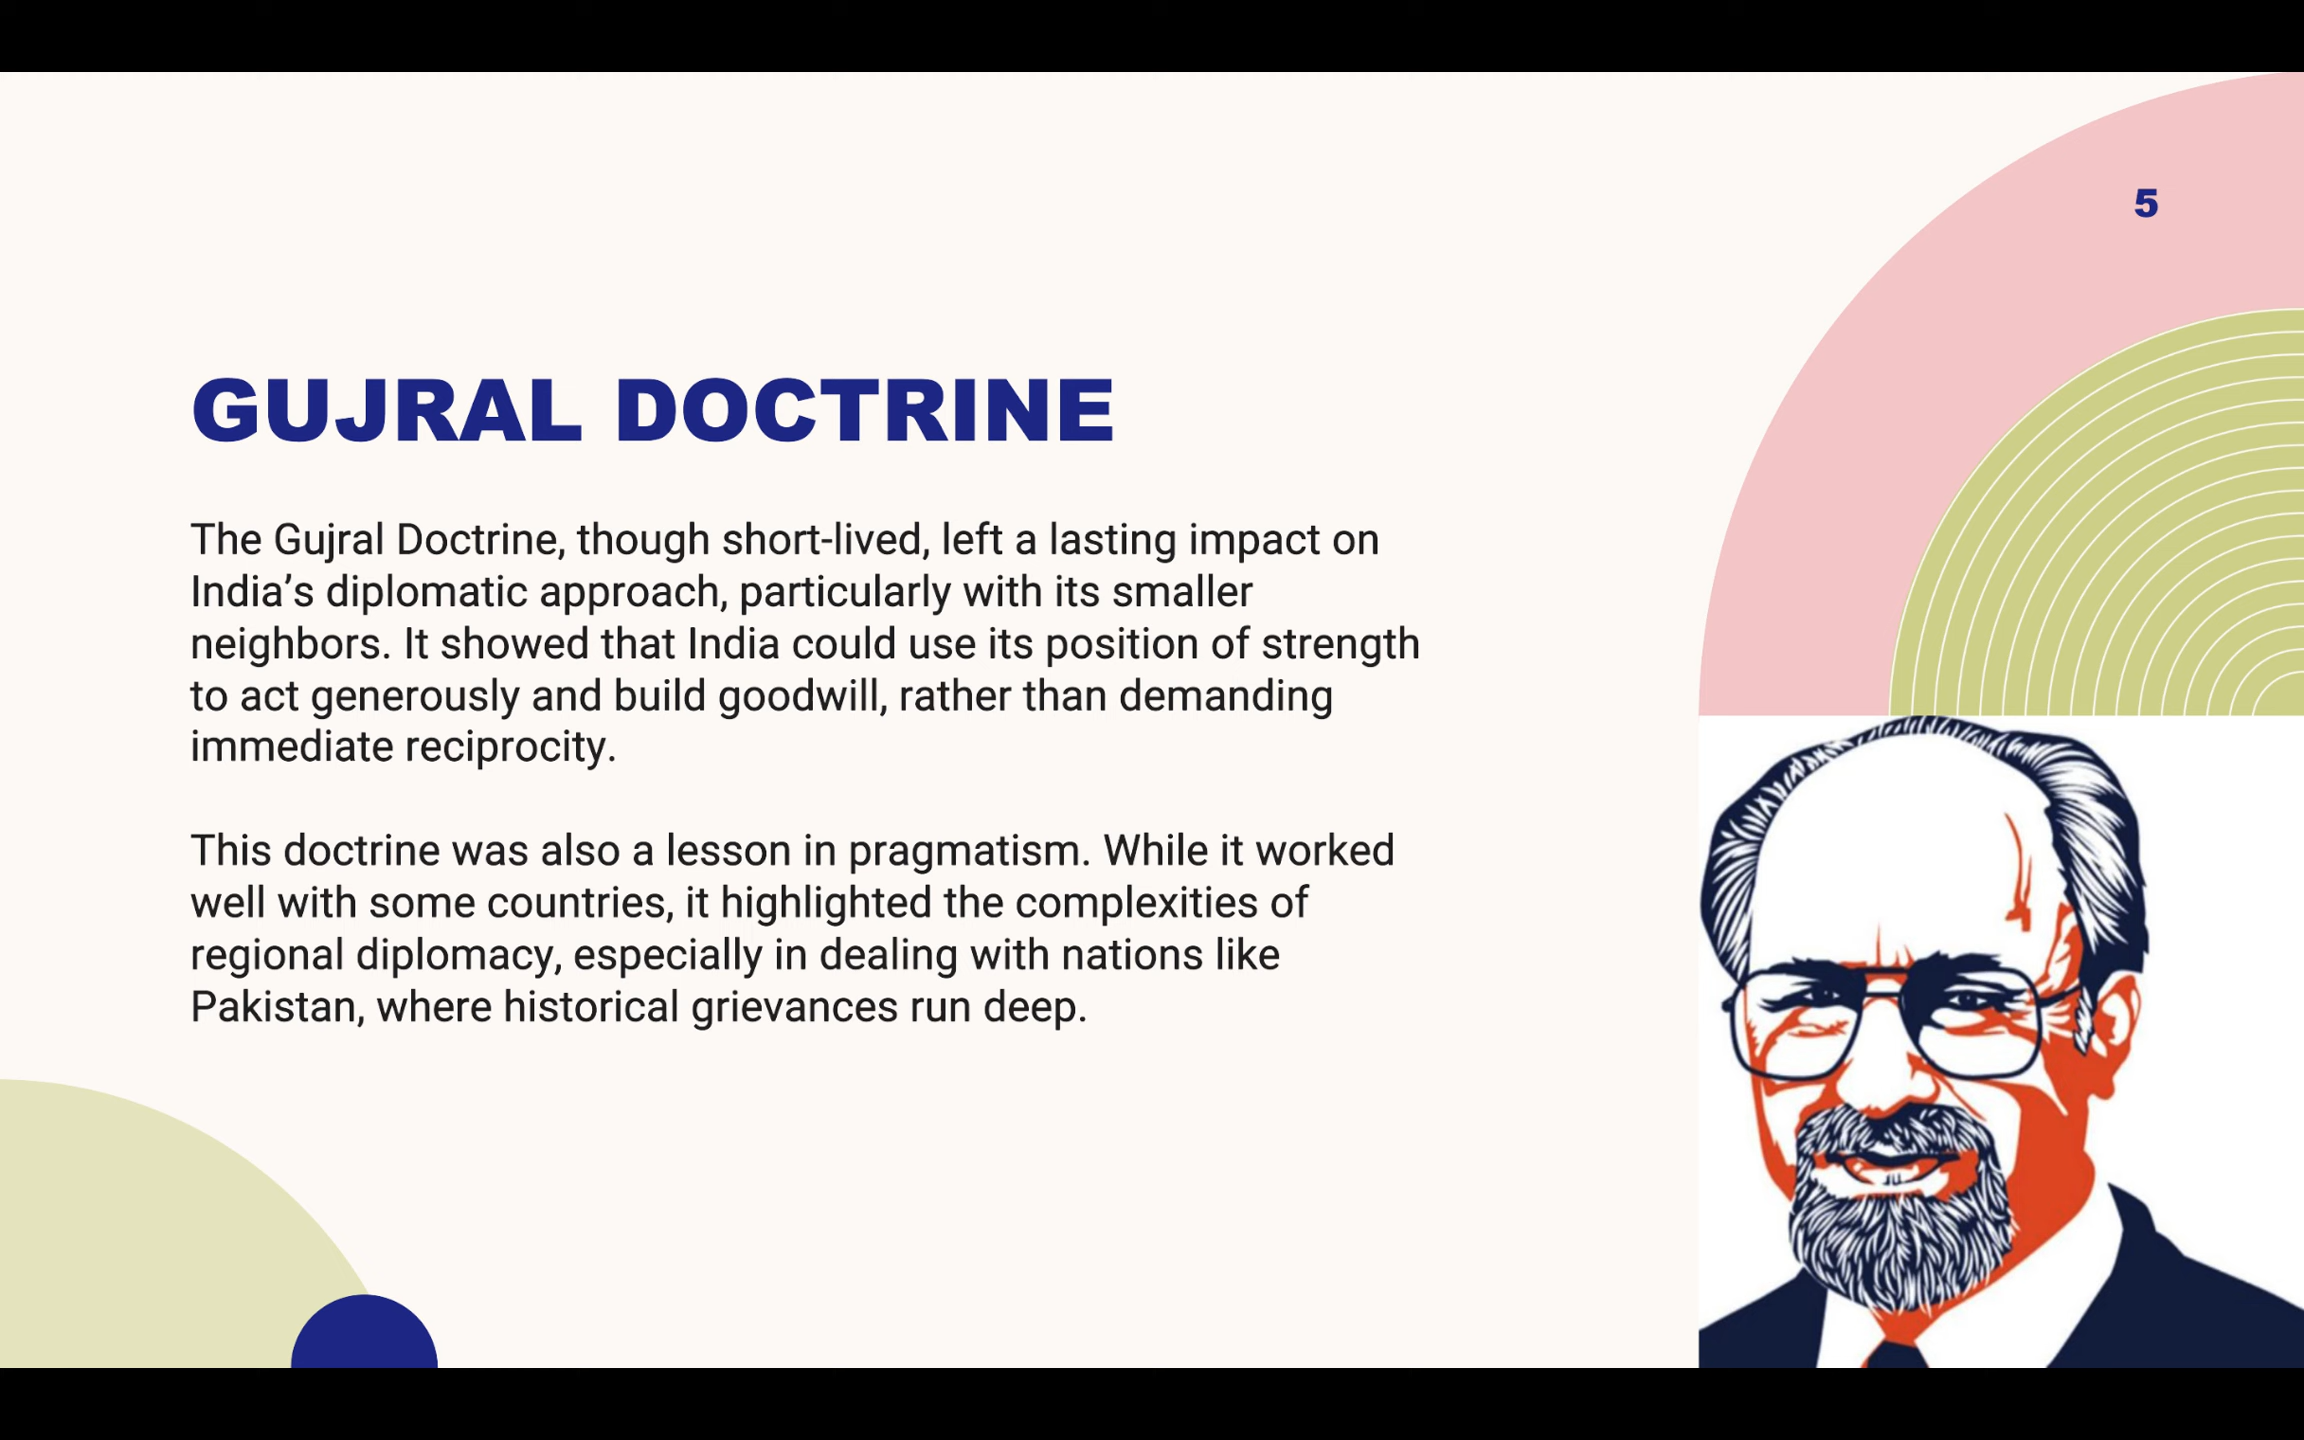 5
GUJRAL DOCTRINE
The Gujral Doctrine, though short-lived, left a lasting impact on
India’s diplomatic approach, particularly with its smaller
neighbors. It showed that India could use its position of strength
to act generously and build goodwill, rather than demanding
immediate reciprocity.
This doctrine was also a lesson in pragmatism. While it worked
well with some countries, it highlighted the complexities of
regional diplomacy, especially in dealing with nations like
Pakistan, where historical grievances run deep.